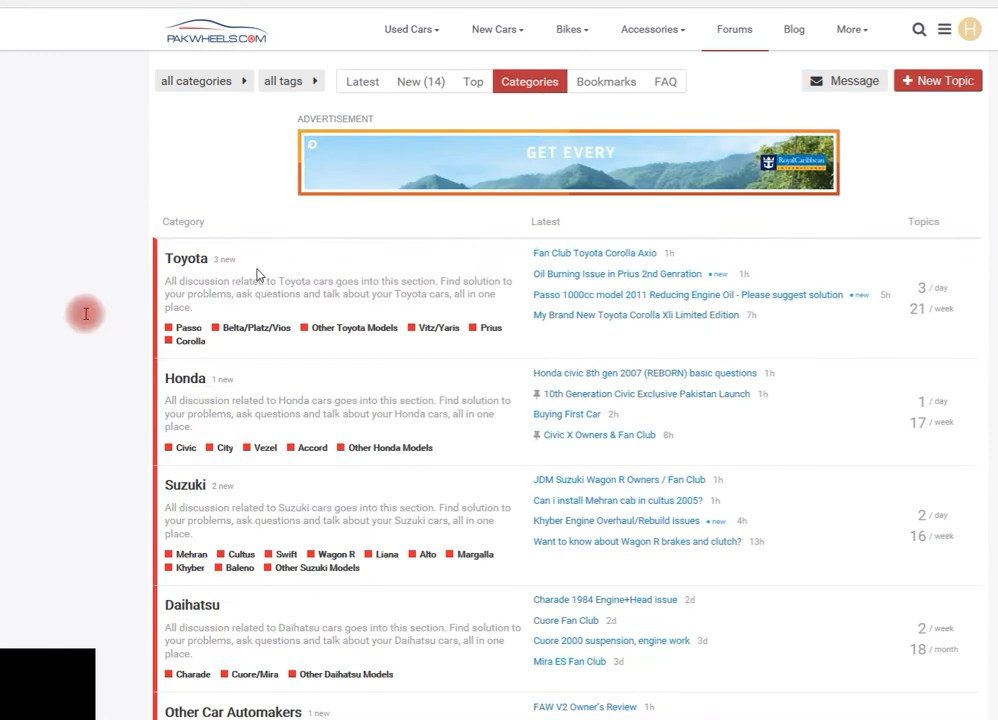 PAKWHEELS.COM
Used Cars
New Cars
Bikes
Accessories
Forums
Blog
More
H
all categories
all tags
Latest
New (14)
Top
Categories
Bookmarks
FAQ
Message
+ New Topic
ADVERTISEMENT
GET EVERY
RoyalCaribbean
INTERNATIONAL
Category
Latest
Topics
Toyota 3 new
All discussion related to Toyota cars goes into this section. Find solution to
your problems, ask questions and talk about your Toyota cars, all in one
place.
Passo Belta/Platz/Vios Other Toyota Models Vitz/Yaris Prius
Corolla
Fan Club Toyota Corolla Axio 1h
Oil Burning Issue in Prius 2nd Genration new 1h
Passo 1000cc model 2011 Reducing Engine Oil - Please suggest solution new 5h
My Brand New Toyota Corolla Xli Limited Edition 7h
3 / day
21 / week
Honda 1 new
All discussion related to Honda cars goes into this section. Find solution to
your problems, ask questions and talk about your Honda cars, all in one
place.
Civic City Vezel Accord Other Honda Models
Honda civic 8th gen 2007 (REBORN) basic questions 1h
10th Generation Civic Exclusive Pakistan Launch 1h
Buying First Car 2h
Civic X Owners & Fan Club 8h
1 / day
17 / week
Suzuki 2 new
All discussion related to Suzuki cars goes into this section. Find solution to
your problems, ask questions and talk about your Suzuki cars, all in one
place.
Mehran Cultus Swift Wagon R Liana Alto Margalla
Khyber Baleno Other Suzuki Models
JDM Suzuki Wagon R Owners / Fan Club 1h
Can i install Mehran cab in cultus 2005? 1h
Khyber Engine Overhaul/Rebuild issues new 4h
Want to know about Wagon R brakes and clutch? 13h
2 / day
16 / week
Daihatsu
All discussion related to Daihatsu cars goes into this section. Find solution to
your problems, ask questions and talk about your Daihatsu cars, all in one
place.
Charade Cuore/Mira Other Daihatsu Models
Charade 1984 Engine+Head issue 2d
Cuore Fan Club 2d
Cuore 2000 suspension, engine work 3d
Mira ES Fan Club 3d
2 / week
18 / month
Other Car Automakers 1 new
FAW V2 Owner's Review 1h